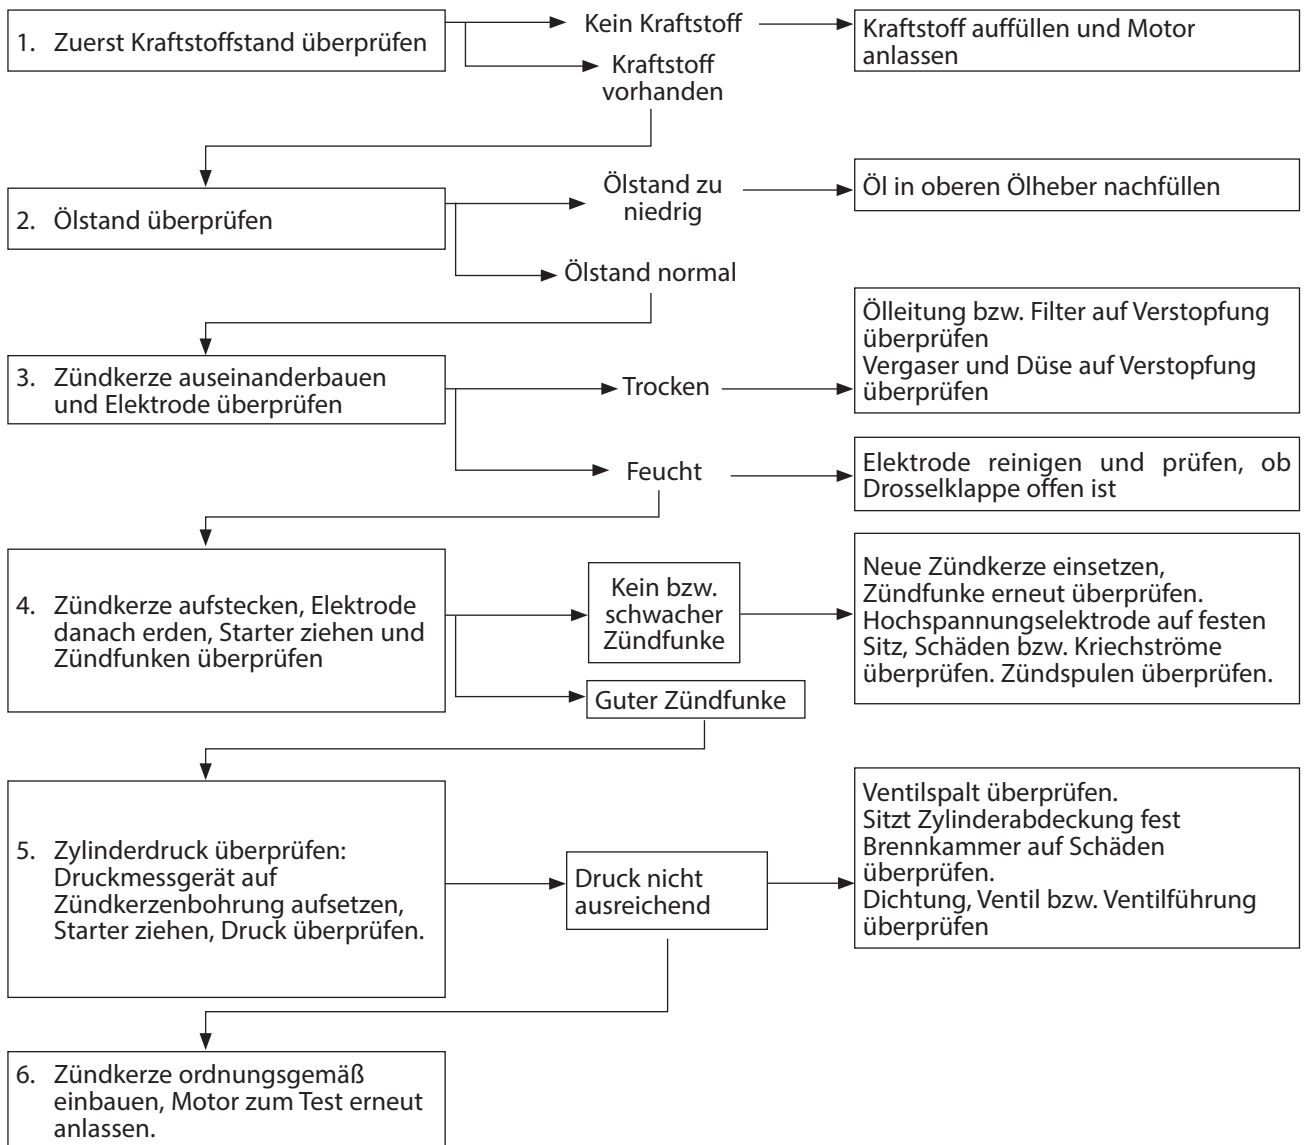 1. Zuerst Kraftstoffstand überprüfen
Kein Kraftstoff
Kraftstoff auffüllen und Motor
anlassen
Kraftstoff
vorhanden
2. Ölstand überprüfen
Ölstand zu
niedrig
Öl in oberen Ölheber nachfüllen
Ölstand normal
3. Zündkerze auseinanderbauen
und Elektrode überprüfen
Trocken
Ölleitung bzw. Filter auf Verstopfung
überprüfen
Vergaser und Düse auf Verstopfung
überprüfen
Feucht
Elektrode reinigen und prüfen, ob
Drosselklappe offen ist
4. Zündkerze aufstecken, Elektrode
danach erden, Starter ziehen und
Zündfunken überprüfen
Kein bzw.
schwacher
Zündfunke
Neue Zündkerze einsetzen,
Zündfunke erneut überprüfen.
Hochspannungselektrode auf festen
Sitz, Schäden bzw. Kriechströme
überprüfen. Zündspulen überprüfen.
Guter Zündfunke
5. Zylinderdruck überprüfen:
Druckmessgerät auf
Zündkerzenbohrung aufsetzen,
Starter ziehen, Druck überprüfen.
Druck nicht
ausreichend
Ventilspalt überprüfen.
Sitzt Zylinderabdeckung fest
Brennkammer auf Schäden
überprüfen.
Dichtung, Ventil bzw. Ventilführung
überprüfen
6. Zündkerze ordnungsgemäß
einbauen, Motor zum Test erneut
anlassen.